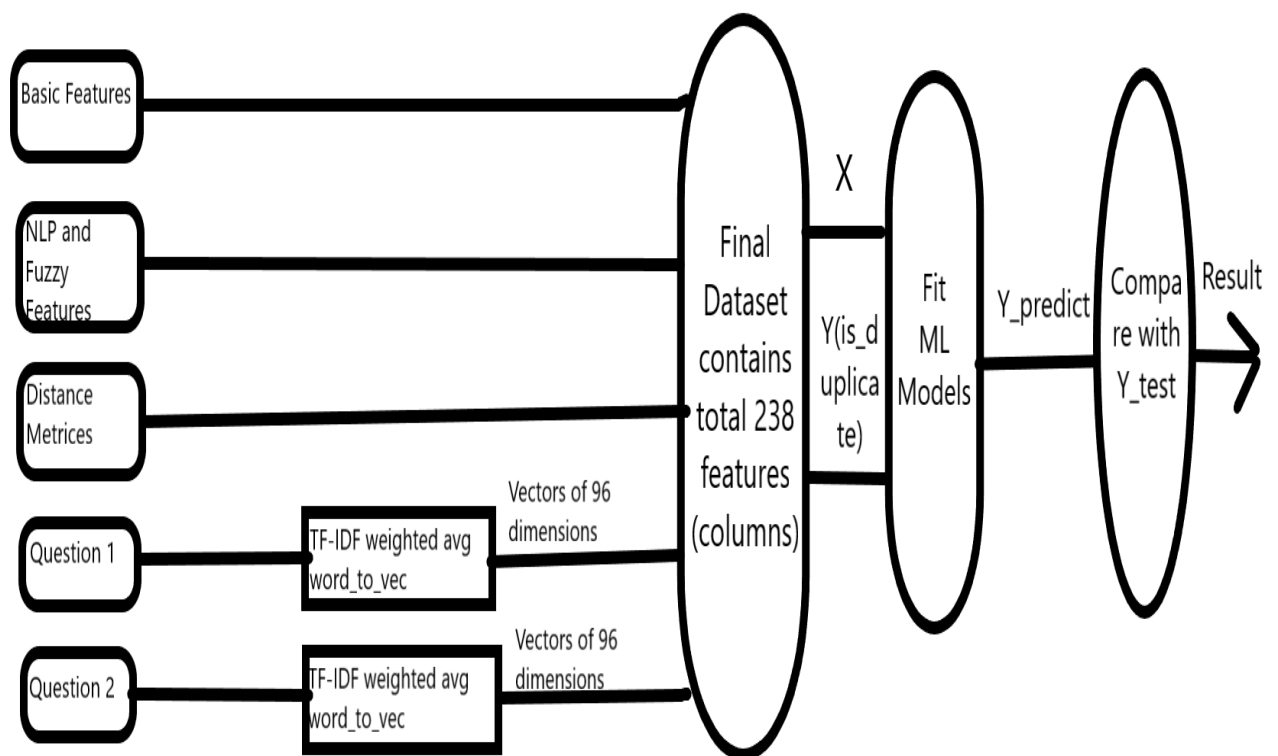 Basic Features
NLP and
Fuzzy
Features
Distance
Metrices
Question 1
TF-IDF weighted avg
word_to_vec
Vectors of 96
dimensions
Question 2
TF-IDF weighted avg
word_to_vec
Vectors of 96
dimensions
Final
Dataset
contains
total 238
features
(columns)
X
Y(is_d
uplica
te)
Fit
ML
Models
Y_predict
Compa
re with
Y_test
Result